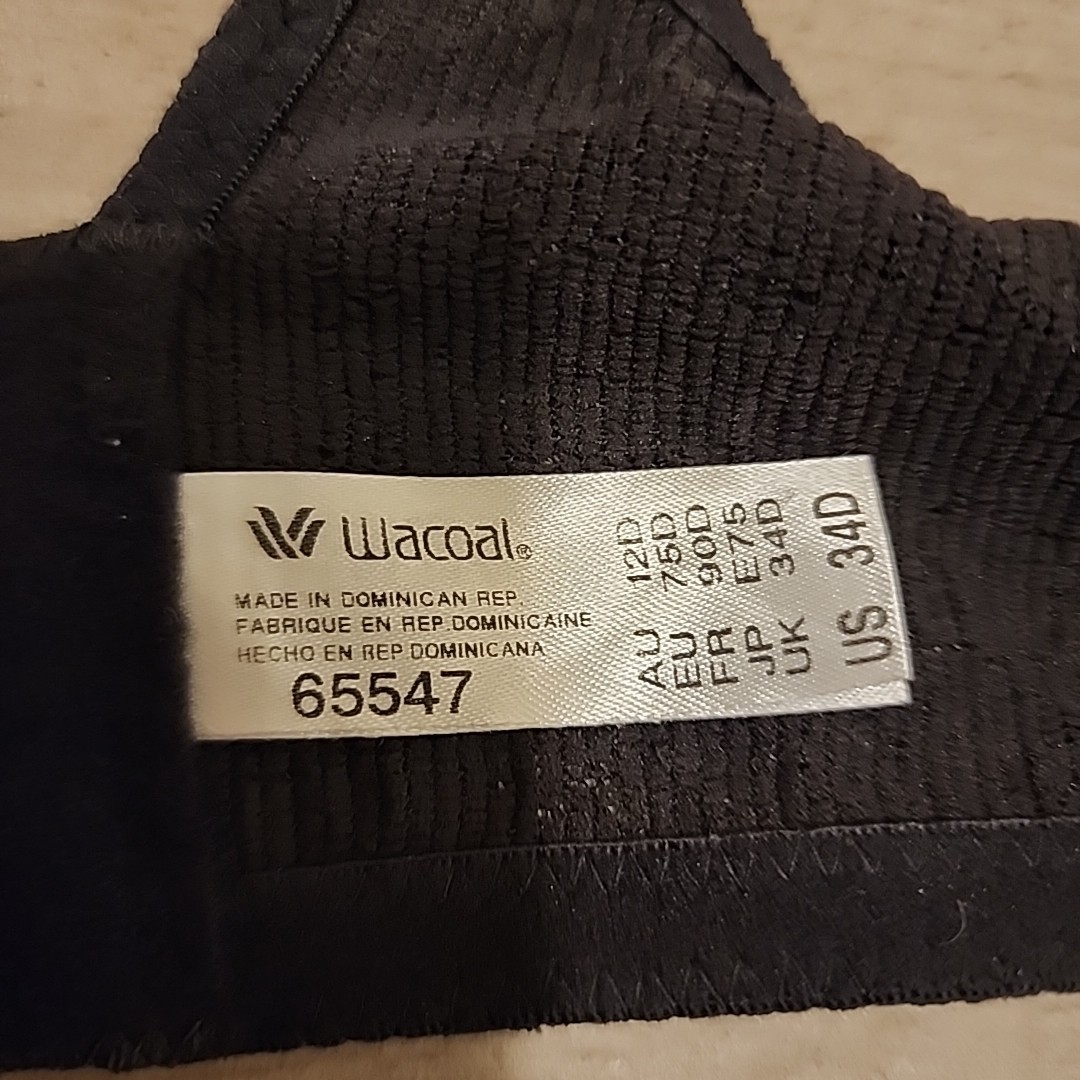 Wacoal®
MADE IN DOMINICAN REP.
FABRIQUE EN REP DOMINICAINE
HECHO EN REP DOMINICANA
65547
AU 12D
EU 75D
FR 90D
JP E75
UK 34D
US 34D